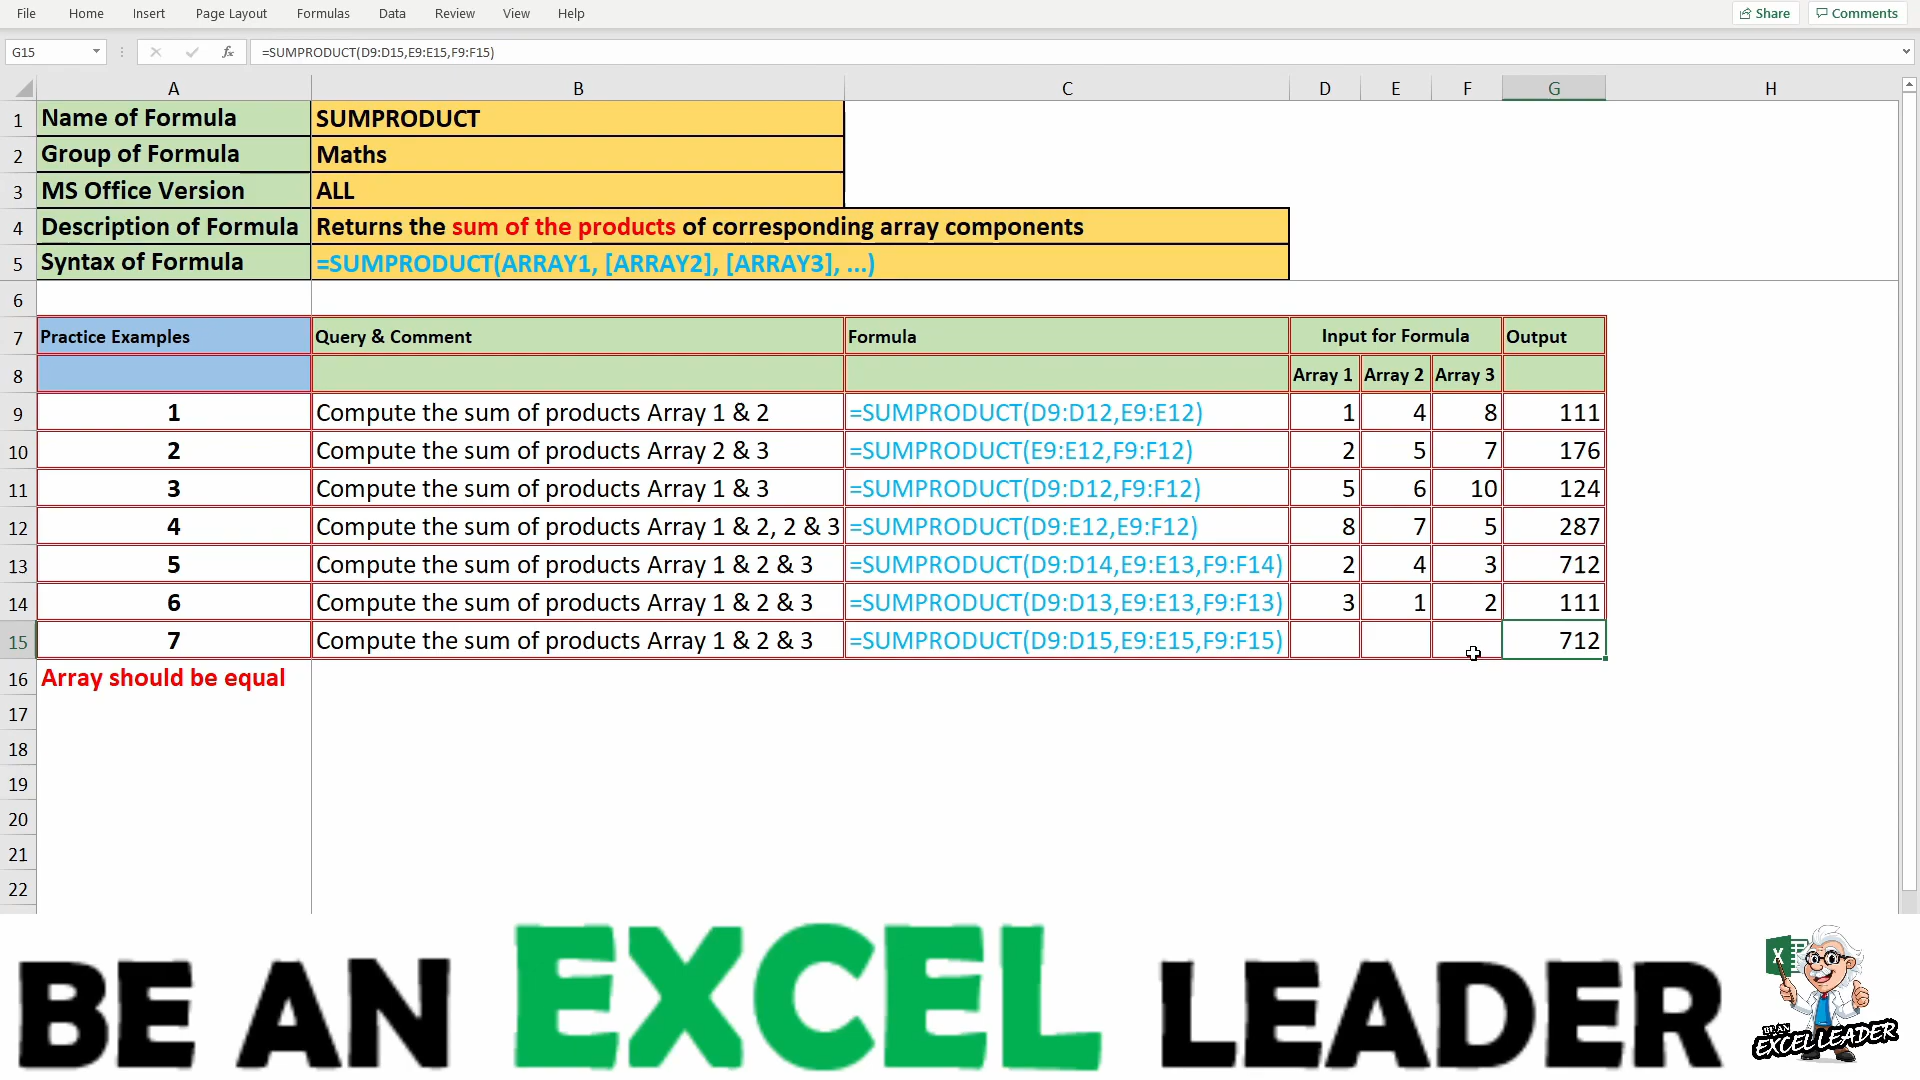 File Home Insert Page Layout Formulas Data Review View Help Share Comments
G15 fx =SUMPRODUCT(D9:D15,E9:E15,F9:F15)
A B C D E F G H
1 Name of Formula SUMPRODUCT
2 Group of Formula Maths
3 MS Office Version ALL
4 Description of Formula Returns the sum of the products of corresponding array components
5 Syntax of Formula =SUMPRODUCT(ARRAY1, [ARRAY2], [ARRAY3], ...)
6
7 Practice Examples Query & Comment Formula Input for Formula Output
8 Array 1 Array 2 Array 3
9 1 Compute the sum of products Array 1 & 2 =SUMPRODUCT(D9:D12,E9:E12) 1 4 8 111
10 2 Compute the sum of products Array 2 & 3 =SUMPRODUCT(E9:E12,F9:F12) 2 5 7 176
11 3 Compute the sum of products Array 1 & 3 =SUMPRODUCT(D9:D12,F9:F12) 5 6 10 124
12 4 Compute the sum of products Array 1 & 2, 2 & 3 =SUMPRODUCT(D9:E12,E9:F12) 8 7 5 287
13 5 Compute the sum of products Array 1 & 2 & 3 =SUMPRODUCT(D9:D14,E9:E13,F9:F14) 2 4 3 712
14 6 Compute the sum of products Array 1 & 2 & 3 =SUMPRODUCT(D9:D13,E9:E13,F9:F13) 3 1 2 111
15 7 Compute the sum of products Array 1 & 2 & 3 =SUMPRODUCT(D9:D15,E9:E15,F9:F15) 712
16 Array should be equal
17
18
19
20
21
22
BE AN EXCEL LEADER
X
BE AN
EXCEL LEADER